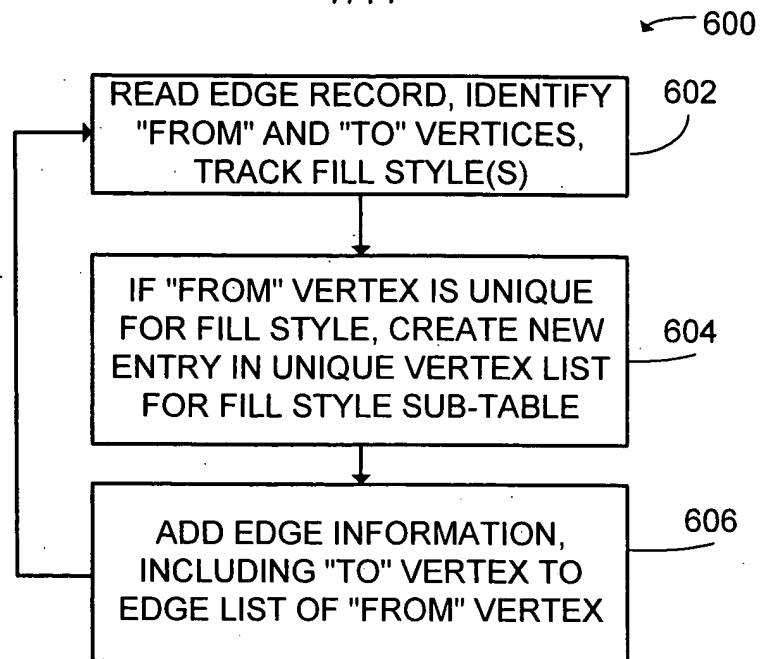 600
READ EDGE RECORD, IDENTIFY
"FROM" AND "TO" VERTICES,
TRACK FILL STYLE(S)
602
IF "FROM" VERTEX IS UNIQUE
FOR FILL STYLE, CREATE NEW
ENTRY IN UNIQUE VERTEX LIST
FOR FILL STYLE SUB-TABLE
604
ADD EDGE INFORMATION,
INCLUDING "TO" VERTEX TO
EDGE LIST OF "FROM" VERTEX
606